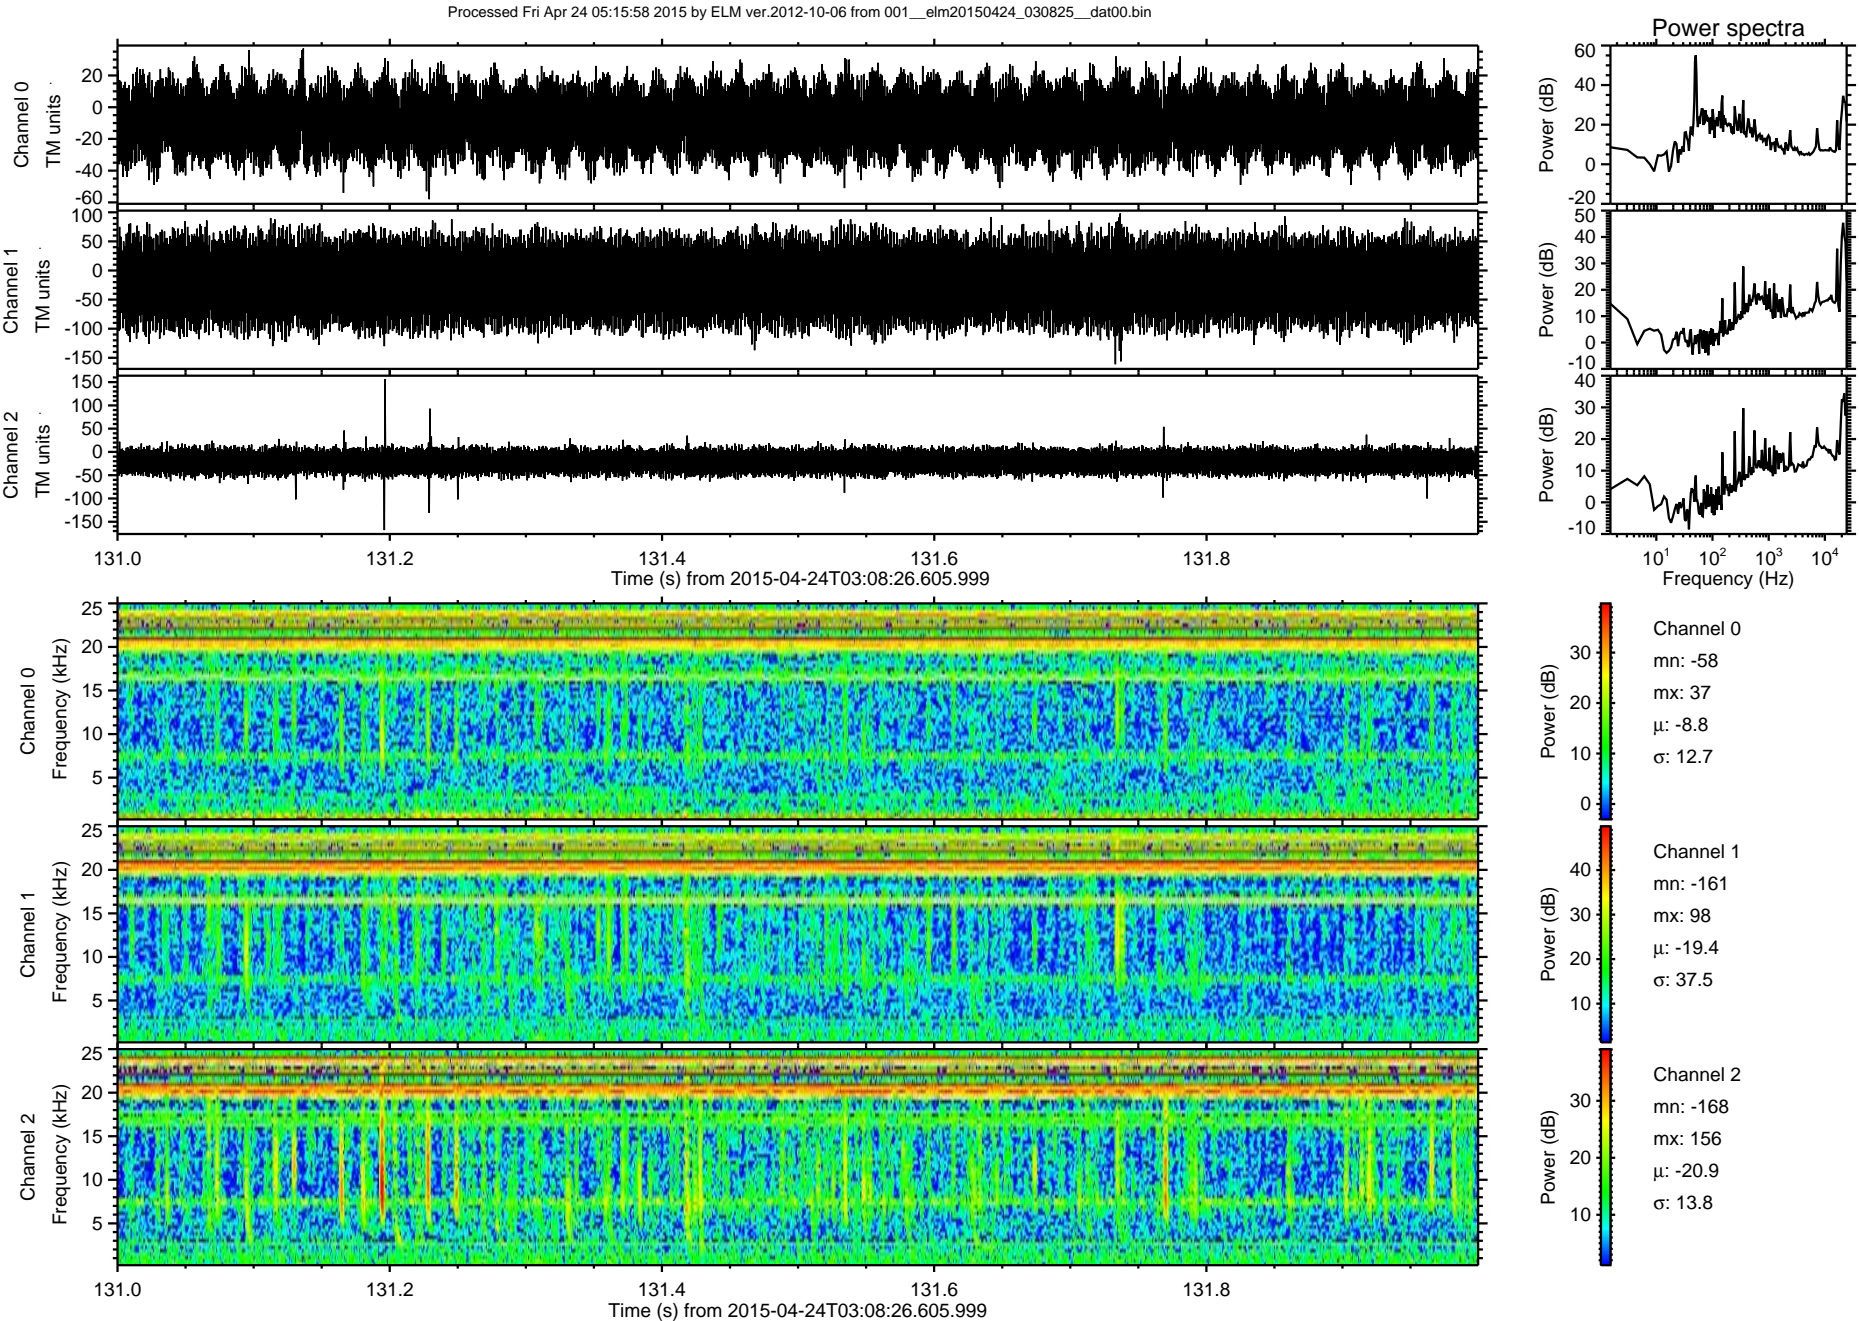 Processed Fri Apr 24 05:15:58 2015 by ELM ver.2012-10-06 from 001__elm20150424_030825__dat00.bin
Power spectra
Channel 0
TM units
20
0
-20
-40
-60
Power (dB)
60
40
20
0
-20
Channel 1
TM units
100
50
0
-50
-100
-150
Power (dB)
50
40
30
20
10
0
-10
Channel 2
TM units
150
100
50
0
-50
-100
-150
Power (dB)
40
30
20
10
0
-10
131.0 131.2 131.4 131.6 131.8
Time (s) from 2015-04-24T03:08:26.605.999
10^1 10^2 10^3 10^4
Frequency (Hz)
Channel 0
Frequency (kHz)
25
20
15
10
5
Power (dB)
30
20
10
0
Channel 0
mn: -58
mx: 37
μ: -8.8
σ: 12.7
Channel 1
Frequency (kHz)
25
20
15
10
5
Power (dB)
40
30
20
10
Channel 1
mn: -161
mx: 98
μ: -19.4
σ: 37.5
Channel 2
Frequency (kHz)
25
20
15
10
5
Power (dB)
30
20
10
Channel 2
mn: -168
mx: 156
μ: -20.9
σ: 13.8
131.0 131.2 131.4 131.6 131.8
Time (s) from 2015-04-24T03:08:26.605.999